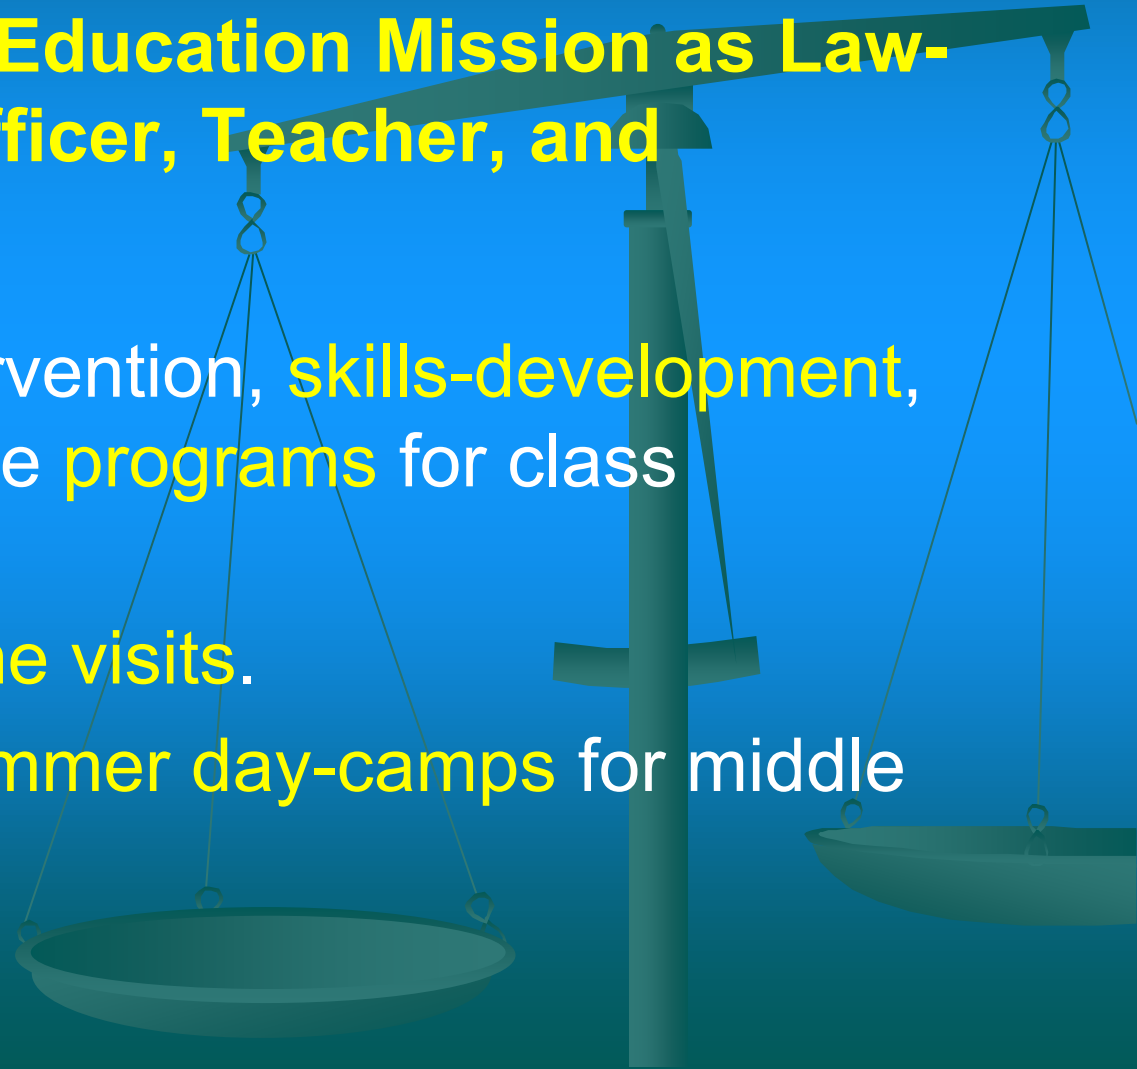 Education Mission as Law-
fficer, Teacher, and
rvention, skills-development,
e programs for class
ne visits.
mmer day-camps for middle